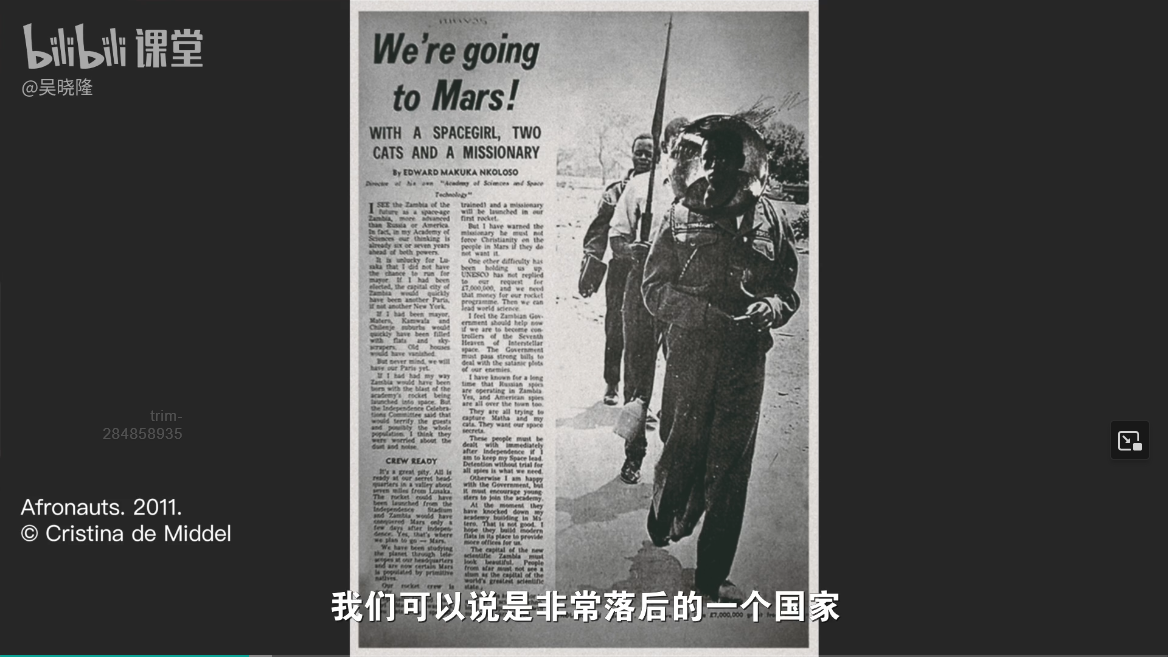 bilibili 课堂
@吴晓隆
We're going
to Mars!
WITH A SPACEGIRL, TWO
CATS AND A MISSIONARY
By EDWARD MAKUKA NKOLOSO
Director of his own "Academy of Sciences and Space
Technology"
I SEE the Zambia of the
future as a space-age
Zambia, more advanced
than Russia or America.
In fact, in my Academy of
Sciences our thinking is
already six or seven years
ahead of both powers.
It is unlucky for Lu-
saka that I did not have
the chance to run for
mayor. If I had been
elected, the capital city of
Zambia would quickly
have been another Paris,
if not another New York.
If I had been mayor,
Matero, Kamwala and
Chilenje suburbs would
quickly have been filled
with flats and sky-
scrapers. Old houses
would have vanished.
But never mind, we will
have our Paris yet.
If I had had my way
Zambia would have been
born with the blast of the
academy's rocket being
launched into space. But
the Independence Celebra-
tions Committee said that
would terrify the guests
and possibly the whole
population. I think they
were worried about the
dust and noise.
CREW READY
It's a great pity. All is
ready at our secret head-
quarters in a valley about
seven miles from Lusaka.
The rocket could have
been launched from the
Independence Stadium
and Zambia would have
conquered Mars only a
few days after Indepen-
dence. Yes, that's where
we plan to go — Mars.
We have been studying
the planet through tele-
scopes at our headquarters
and are now certain Mars
is populated by primitive
natives.
Our rocket crew is
trained) and a missionary
will be launched in our
first rocket.
But I have warned the
missionary he must not
force Christianity on the
people in Mars if they do
not want it.
One other difficulty has
been holding us up.
UNESCO has not replied
to our request for
£7,000,000, and we need
that money for our rocket
programme. Then we can
lead world science.
I feel the Zambian Gov-
ernment should help now
if we are to become con-
trollers of the Seventh
Heaven of Interstellar
space. The Government
must pass strong bills to
deal with the satanic plots
of our enemies.
I have known for a long
time that Russian spies
are operating in Zambia.
Yes, and American spies
are all over the town too.
They are all trying to
capture Matha and my
cats. They want our space
secrets.
These people must be
dealt with immediately
after Independence if I
am to keep my Space lead.
Detention without trial for
all spies is what we need.
Otherwise I am happy
with the Government, but
it must encourage young-
sters to join the academy.
At the moment they
have knocked down my
academy building in Ma-
tero. That is not good. I
hope they build modern
flats in its place to provide
more offices for us.
The capital of the new
scientific Zambia must
look beautiful. People
from afar must not see a
slum as the capital of the
world's greatest scientific
state.
£7,000,000
trim-
284858935
Afronauts. 2011.
© Cristina de Middel
我们可以说是非常落后的一个国家